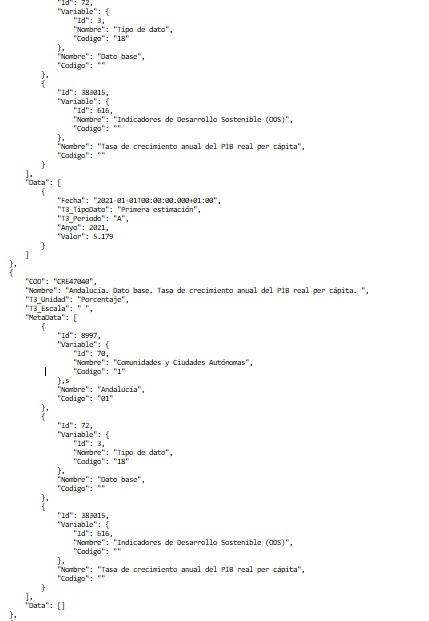 "Id": 72,
"Variable": {
"Id": 3,
"Nombre": "Tipo de dato",
"Codigo": "18"
},
"Nombre": "Dato base",
"Codigo": ""
},
{
"Id": 383015,
"Variable": {
"Id": 616,
"Nombre": "Indicadores de Desarrollo Sostenible (ODS)",
"Codigo": ""
},
"Nombre": "Tasa de crecimiento anual del PIB real per cápita",
"Codigo": ""
}
],
"Data": [
{
"Fecha": "2021-01-01T00:00:00.000+01:00",
"T3_TipoDato": "Primera estimación",
"T3_Periodo": "A",
"Anyo": 2021,
"Valor": 5.179
}
]
},
{
"COD": "CRE47040",
"Nombre": "Andalucía. Dato base. Tasa de crecimiento anual del PIB real per cápita. ",
"T3_Unidad": "Porcentaje",
"T3_Escala": " ",
"MetaData": [
{
"Id": 8997,
"Variable": {
"Id": 70,
"Nombre": "Comunidades y Ciudades Autónomas",
"Codigo": "1"
},s
"Nombre": "Andalucía",
"Codigo": "01"
},
{
"Id": 72,
"Variable": {
"Id": 3,
"Nombre": "Tipo de dato",
"Codigo": "18"
},
"Nombre": "Dato base",
"Codigo": ""
},
{
"Id": 383015,
"Variable": {
"Id": 616,
"Nombre": "Indicadores de Desarrollo Sostenible (ODS)",
"Codigo": ""
},
"Nombre": "Tasa de crecimiento anual del PIB real per cápita",
"Codigo": ""
}
],
"Data": []
},